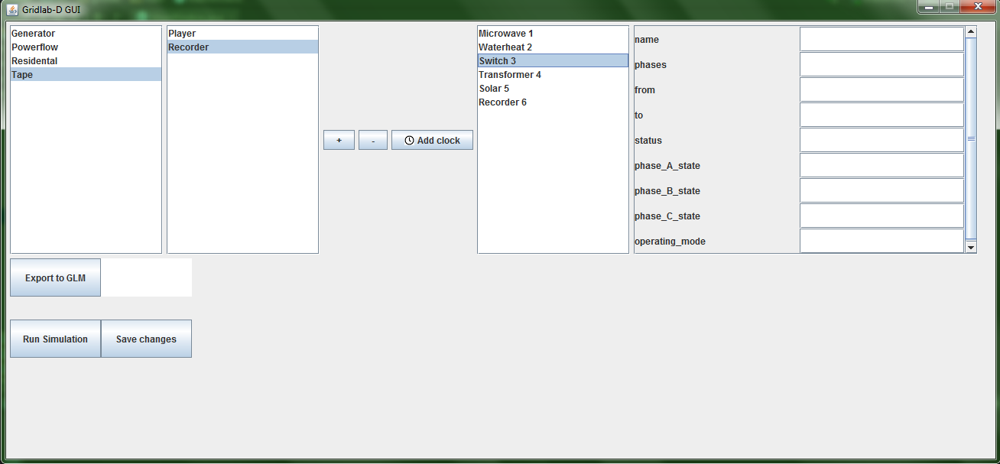 Gridlab-D GUI
Generator
Powerflow
Residental
Tape
Player
Recorder
+
-
Add clock
Microwave 1
Waterheat 2
Switch 3
Transformer 4
Solar 5
Recorder 6
name
phases
from
to
status
phase_A_state
phase_B_state
phase_C_state
operating_mode
Export to GLM
Run Simulation
Save changes